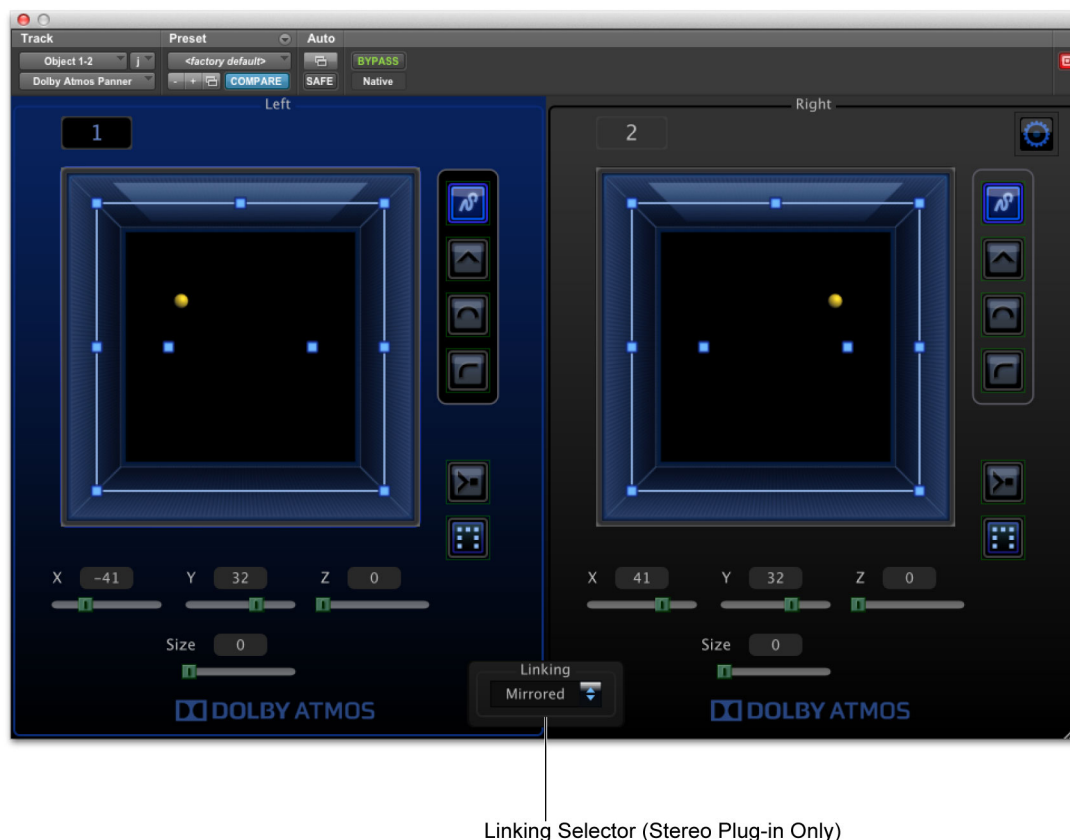 Track Preset Auto
Object 1-2 j <factory default> BYPASS
Dolby Atmos Panner - + COMPARE SAFE Native
Left Right
1 2
X -41 Y 32 Z 0 X 41 Y 32 Z 0
Size 0 Size 0
Linking
Mirrored
DOLBY ATMOS DOLBY ATMOS
Linking Selector (Stereo Plug-in Only)